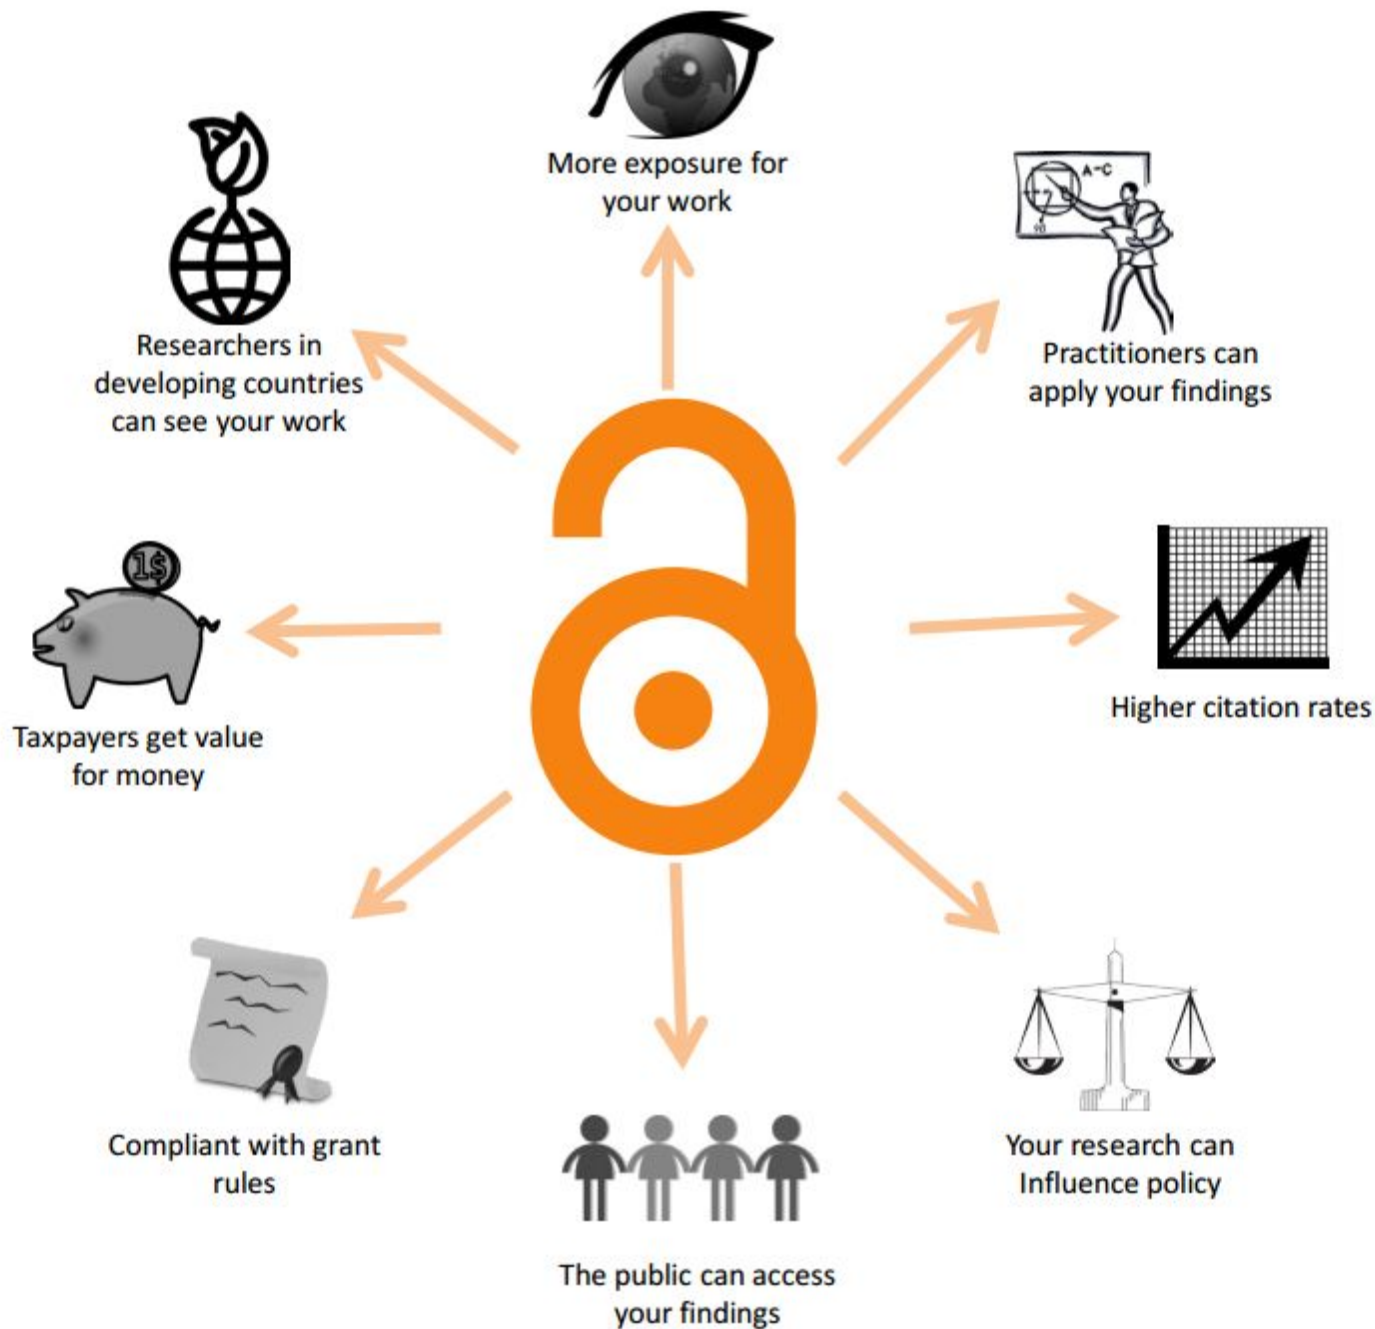 More exposure for
your work
A-C
Practitioners can
apply your findings
Higher citation rates
Your research can
Influence policy
The public can access
your findings
Compliant with grant
rules
1$
Taxpayers get value
for money
Researchers in
developing countries
can see your work